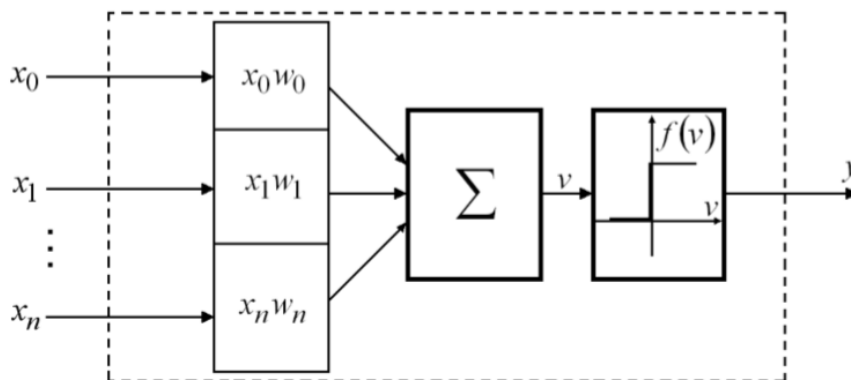 x₀
x₀w₀
x₁
x₁w₁
⋮
xₙ
xₙwₙ
Σ
v
f(v)
v
y